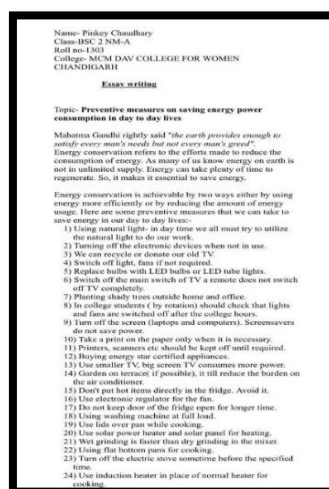 Name- Pinkey Chaudhary
Class-BSC 2 NM-A
Roll no-1303
College- MCM DAV COLLEGE FOR WOMEN
CHANDIGARH
Essay writing
Topic- Preventive measures on saving energy power
consumption in day to day lives
Mahatma Gandhi rightly said "the earth provides enough to
satisfy every man's needs but not every man's greed".
Energy conservation refers to the efforts made to reduce the
consumption of energy. As many of us know energy on earth is
not in unlimited supply. Energy can take plenty of time to
regenerate. So, it makes it essential to save energy.
Energy conservation is achievable by two ways either by using
energy more efficiently or by reducing the amount of energy
usage. Here are some preventive measures that we can take to
save energy in our day to day lives:-
1) Using natural light- in day time we all must try to utilize
the natural light to do our work.
2) Turning off the electronic devices when not in use.
3) We can recycle or donate our old TV.
4) Switch off light, fans if not required.
5) Replace bulbs with LED bulbs or LED tube lights.
6) Switch off the main switch of TV a remote does not switch
off TV completely.
7) Planting shady trees outside home and office.
8) In college students ( by rotation) should check that lights
and fans are switched off after the college hours.
9) Turn off the screen (laptops and computers). Screensavers
do not save power.
10) Take a print on the paper only when it is necessary.
11) Printers, scanners etc should be kept off until required.
12) Buying energy star certified appliances.
13) Use smaller TV, big screen TV consumes more power.
14) Garden on terrace( if possible), it till reduce the burden on
the air conditioner.
15) Don't put hot items directly in the fridge. Avoid it.
16) Use electronic regulator for the fan.
17) Do not keep door of the fridge open for longer time.
18) Using washing machine at full load.
19) Use lids over pan while cooking.
20) Use solar power heater and solar panel for heating.
21) Wet grinding is faster than dry grinding in the mixer.
22) Using flat bottom pans for cooking.
23) Turn off the electric stove sometime before the specified
time.
24) Use induction heater in place of normal heater for
cooking.